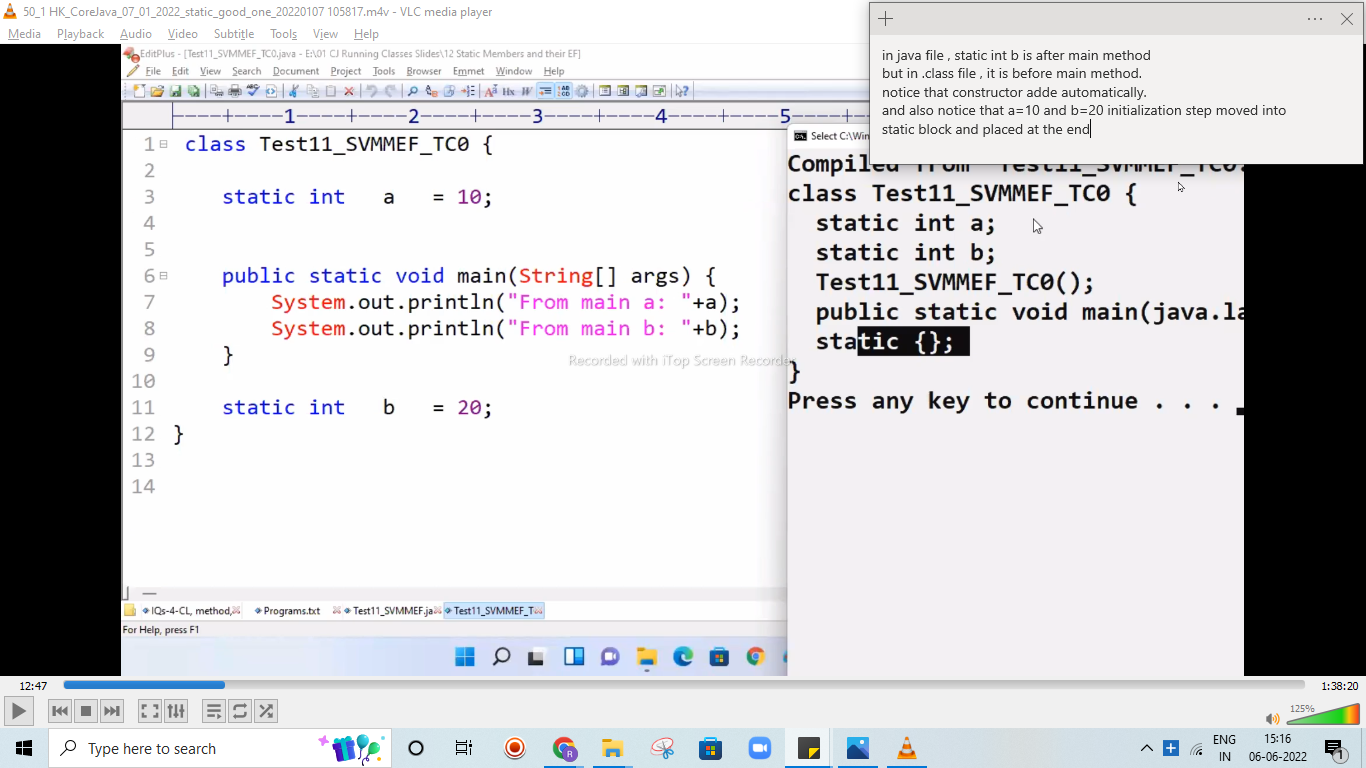 50_1 HK_CoreJava_07_01_2022_static_good_one_20220107 105817.m4v - VLC media player
Media Playback Audio Video Subtitle Tools View Help
in java file , static int b is after main method
but in .class file , it is before main method.
notice that constructor adde automatically.
and also notice that a=10 and b=20 initialization step moved into
static block and placed at the end
EditPlus - [Test11_SVMMEF_TC0.java - E:\01 CJ Running Classes Slides\12 Static Members and their EF]
File Edit View Search Document Project Tools Browser Emmet Window Help
----+----1----+----2----+----3----+----4----+----5----+--
1 class Test11_SVMMEF_TC0 {
2
3 static int a = 10;
4
5
6 public static void main(String[] args) {
7 System.out.println("From main a: "+a);
8 System.out.println("From main b: "+b);
9 }
10
11 static int b = 20;
12 }
13
14
Select C:\Win
Compiled from "Test11_SVMMEF_TC0.
class Test11_SVMMEF_TC0 {
static int a;
static int b;
Test11_SVMMEF_TC0();
public static void main(java.la
static {};
}
Press any key to continue . . .
Recorded with iTop Screen Recorder
IQs-4-CL, method, Programs.txt Test11_SVMMEF.ja Test11_SVMMEF_T
For Help, press F1
12:47 1:38:20
125%
Type here to search
ENG
IN
15:16
06-06-2022
1